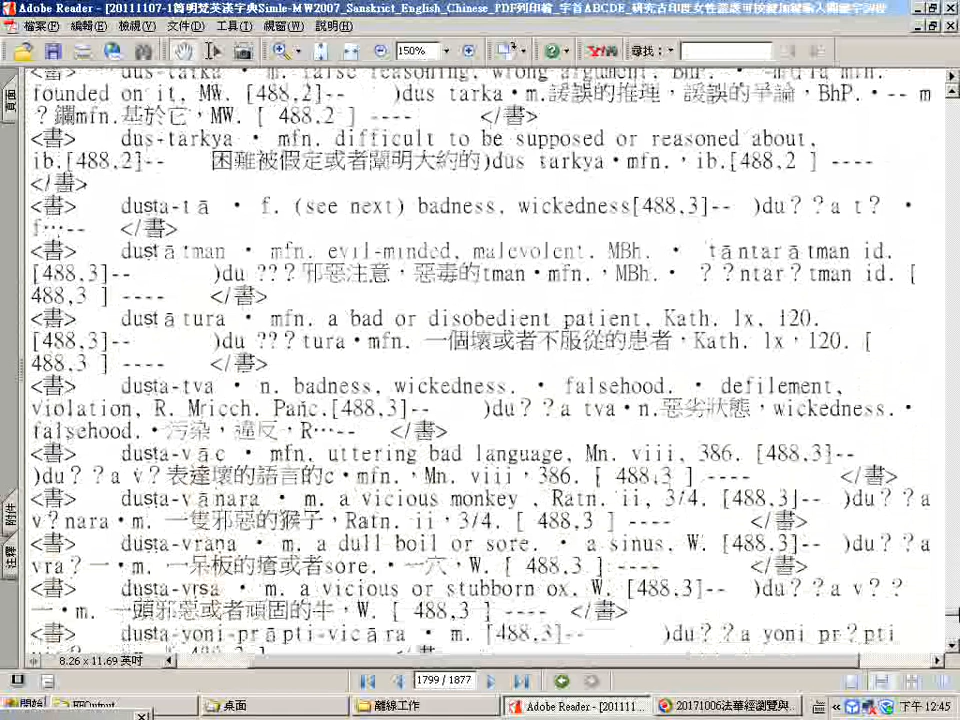 Adobe Reader - [20111107-1簡明梵英漢字典Simle-MW2007_Sanskrict_English_Chinese_PDF列印檔_字首ABCDE_研究古印度女性
檔案(F) 編輯(E) 檢視(V) 文件(D) 工具(T) 視窗(W) 說明(H)
150% 尋找:
<書> dus-tarka • m. false reasoning, wrong argument, BhP. • -mūla mfn.
founded on it, MW. [488,2]-- )dus tarka•m.誤的推理，誤的爭論，BhP.•-- m
?鑼mfn.基於它，MW. [ 488,2 ] ---- </書>
<書> dus-tarkya • mfn. difficult to be supposed or reasoned about,
ib.[488,2]-- 困難被假定或者闡明大約的)dus tarkya•mfn.，ib.[488,2 ] ----
</書>
<書> dusta-tā • f. (see next) badness, wickedness[488,3]-- )du??a t? •
f…-- </書>
<書> dustātman • mfn. evil-minded, malevolent, MBh. • ˚tāntarātman id.
[488,3]-- )du ???邪惡注意，惡毒的tman•mfn.，MBh.• ??ntar?tman id. [
488,3 ] ---- </書>
<書> dustātura • mfn. a bad or disobedient patient, Kath. lx, 120.
[488,3]-- )du ???tura•mfn. 一個壞或者不服從的患者，Kath. lx，120. [
488,3 ] ---- </書>
<書> dusta-tva • n. badness, wickedness. • falsehood. • defilement,
violation, R. Mricch. Panc.[488,3]-- )du??a tva•n.惡劣狀態，wickedness.•
falsehood.•污染，違反，R…-- </書>
<書> dusta-vāc • mfn. uttering bad language, Mn. viii, 386. [488,3]--
)du??a v?表達壞的語言的c•mfn.，Mn. viii，386. [ 488,3 ] ---- </書>
<書> dusta-vānara • m. a vicious monkey , Ratn. ii, 3/4. [488,3]-- )du??a
v?nara•m. 一隻邪惡的猴子，Ratn. ii，3/4. [ 488,3 ] ---- </書>
<書> dusta-vrana • m. a dull boil or sore. • a sinus, W. [488,3]-- )du??a
vra?一•m. 一呆板的瘡或者sore.•一穴，W. [ 488,3 ] ---- </書>
<書> dusta-vrsa • m. a vicious or stubborn ox, W. [488,3]-- )du??a v??
一•m. 一頭邪惡或者頑固的牛，W. [ 488,3 ] ---- </書>
<書> dusta-yoni-prāpti-vicāra • m. [488,3]-- )du??a yoni pr?pti
頁面
附件
注釋
8.26 x 11.69 英吋
1799 / 1877
開始 桌面 離線工作 Adobe Reader - [201111... 20171006法華經瀏覽與... 下午 12:45